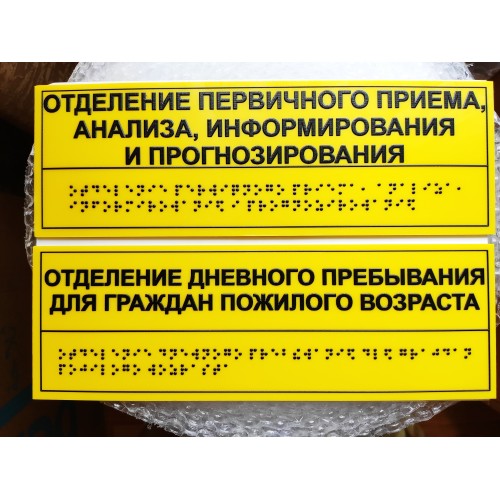 ОТДЕЛЕНИЕ ПЕРВИЧНОГО ПРИЕМА,
АНАЛИЗА, ИНФОРМИРОВАНИЯ
И ПРОГНОЗИРОВАНИЯ
ОТДЕЛЕНИЕ ДНЕВНОГО ПРЕБЫВАНИЯ
ДЛЯ ГРАЖДАН ПОЖИЛОГО ВОЗРАСТА